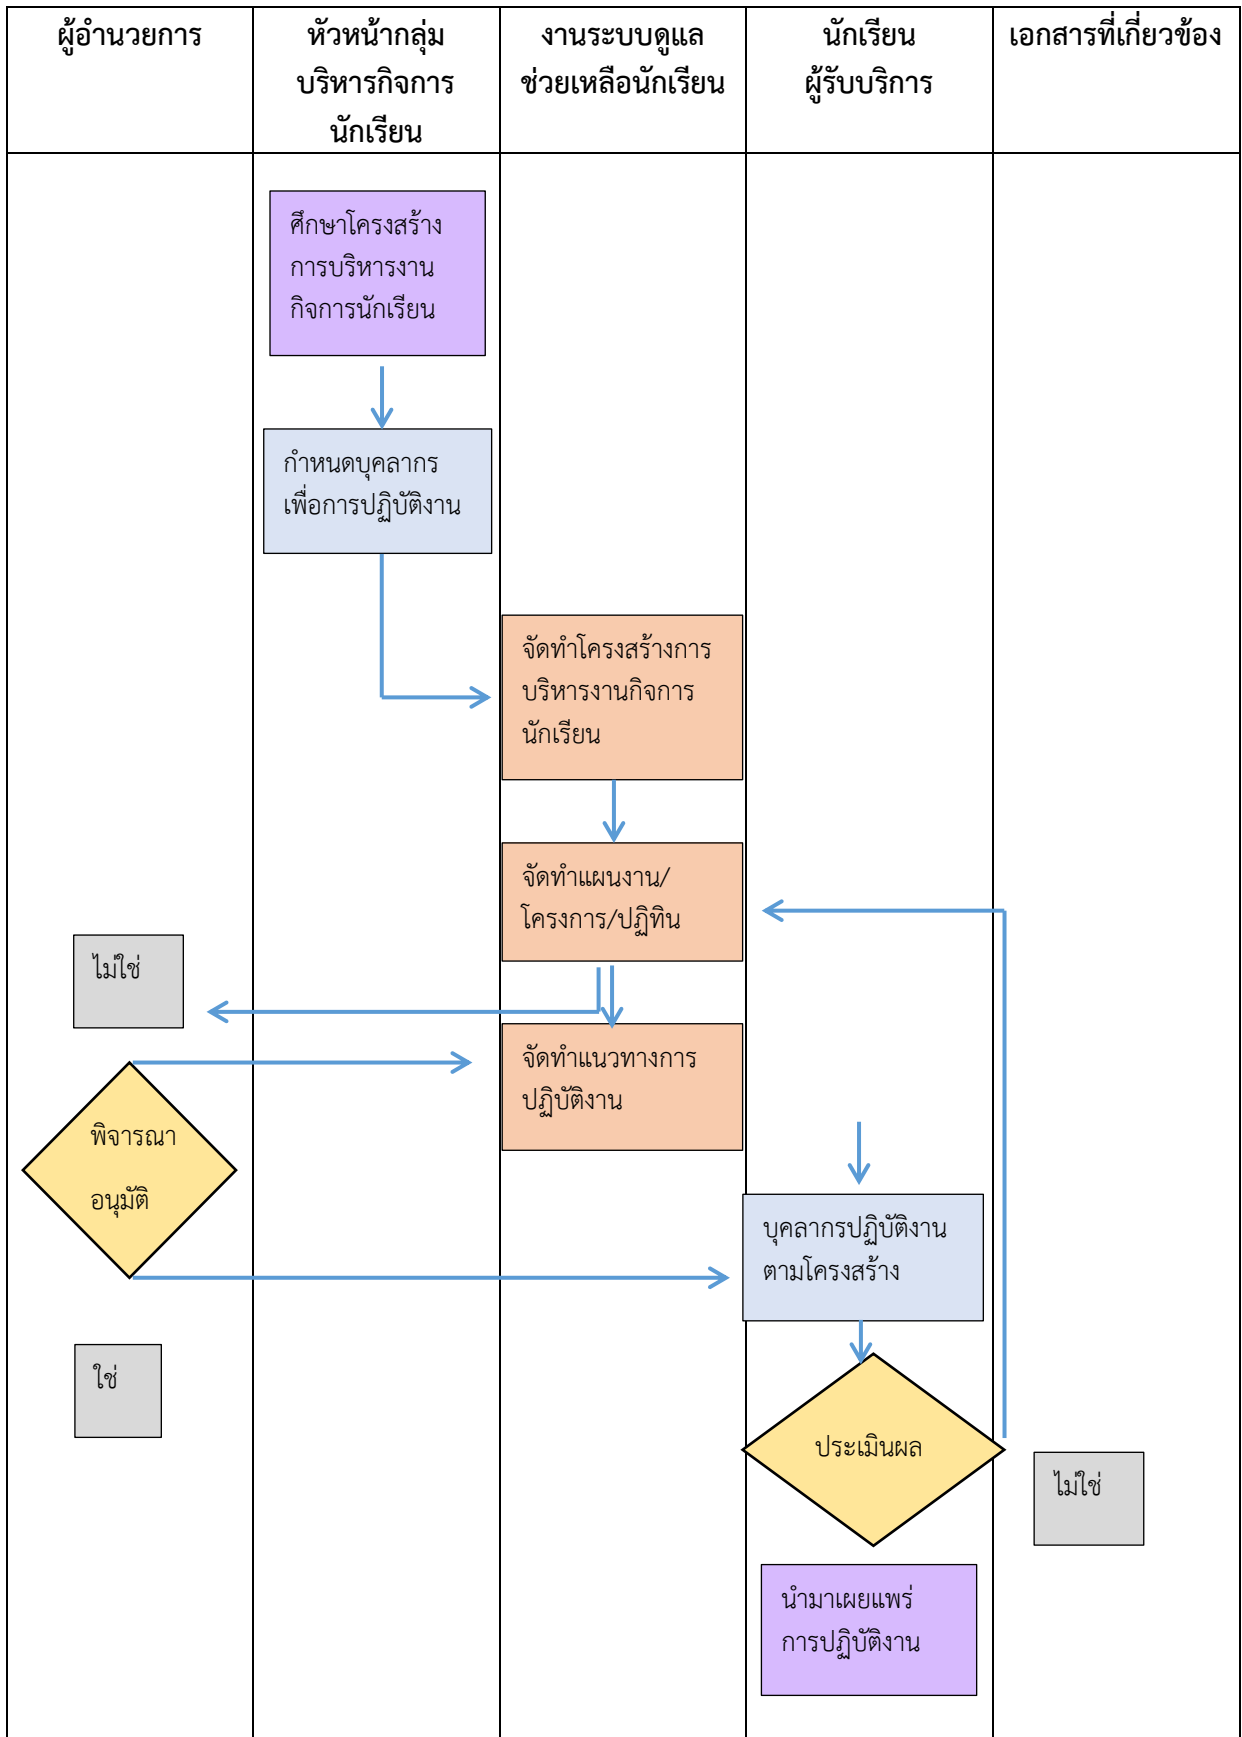 ผู้อำนวยการ
หัวหน้ากลุ่ม
บริหารกิจการ
นักเรียน
งานระบบดูแล
ช่วยเหลือนักเรียน
นักเรียน
ผู้รับบริการ
เอกสารที่เกี่ยวข้อง
ศึกษาโครงสร้าง
การบริหารงาน
กิจการนักเรียน
กำหนดบุคลากร
เพื่อการปฏิบัติงาน
จัดทำโครงสร้างการ
บริหารงานกิจการ
นักเรียน
จัดทำแผนงาน/
โครงการ/ปฏิทิน
ไม่ใช่
จัดทำแนวทางการ
ปฏิบัติงาน
พิจารณา
อนุมัติ
บุคลากรปฏิบัติงาน
ตามโครงสร้าง
ใช่
ประเมินผล
ไม่ใช่
นำมาเผยแพร่
การปฏิบัติงาน